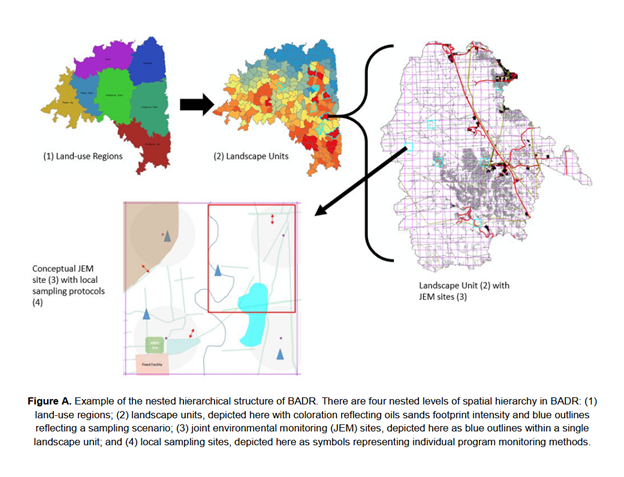 (1) Land-use Regions
(2) Landscape Units
Conceptual JEM
site (3) with local
sampling protocols
(4)
Landscape Unit (2) with
JEM sites (3)
Fixed Facility
Figure A. Example of the nested hierarchical structure of BADR. There are four nested levels of spatial hierarchy in BADR: (1)
land-use regions; (2) landscape units, depicted here with coloration reflecting oils sands footprint intensity and blue outlines
reflecting a sampling scenario; (3) joint environmental monitoring (JEM) sites, depicted here as blue outlines within a single
landscape unit; and (4) local sampling sites, depicted here as symbols representing individual program monitoring methods.